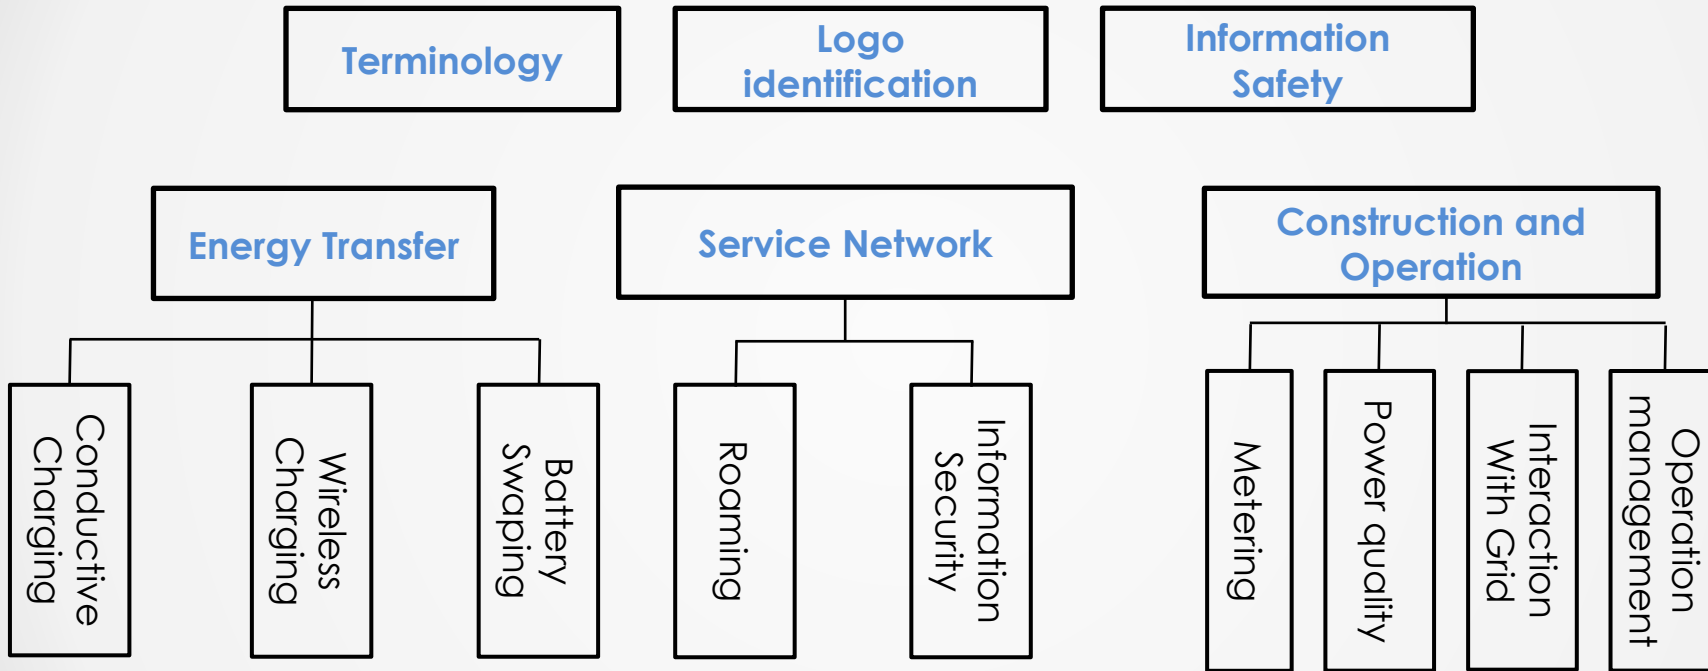 Terminology
Logo
identification
Information
Safety
Energy Transfer
Service Network
Construction and
Operation
Conductive
Charging
Wireless
Charging
Battery
Swaping
Roaming
Information
Security
Metering
Power quality
Interaction
With Grid
Operation
management